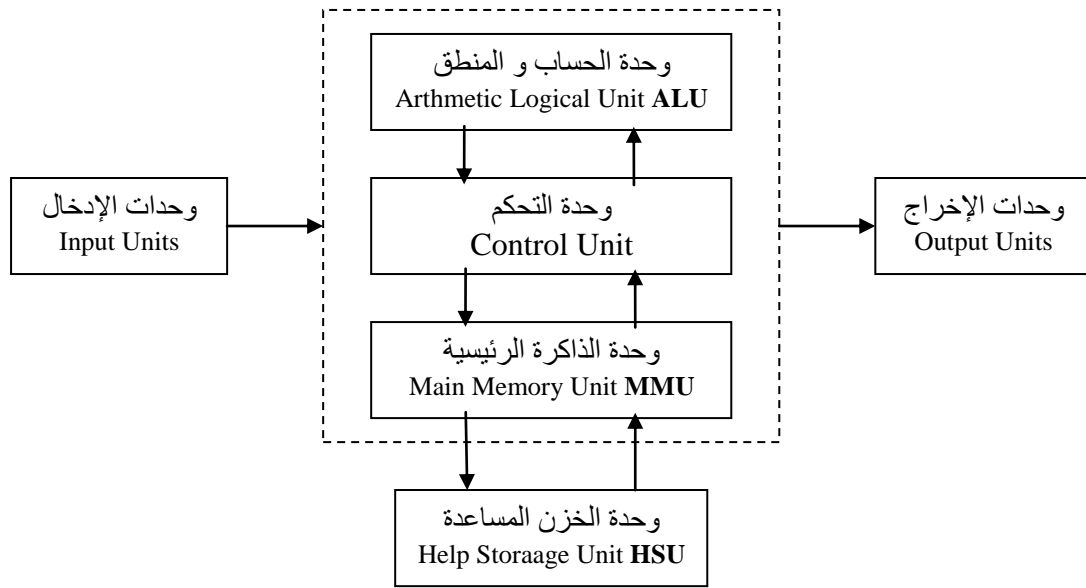 وحدة الحساب و المنطق
Arthmetic Logical Unit ALU
وحدات الإدخال
Input Units
وحدة التحكم
Control Unit
وحدات الإخراج
Output Units
وحدة الذاكرة الرئيسية
Main Memory Unit MMU
وحدة الخزن المساعدة
Help Storaage Unit HSU